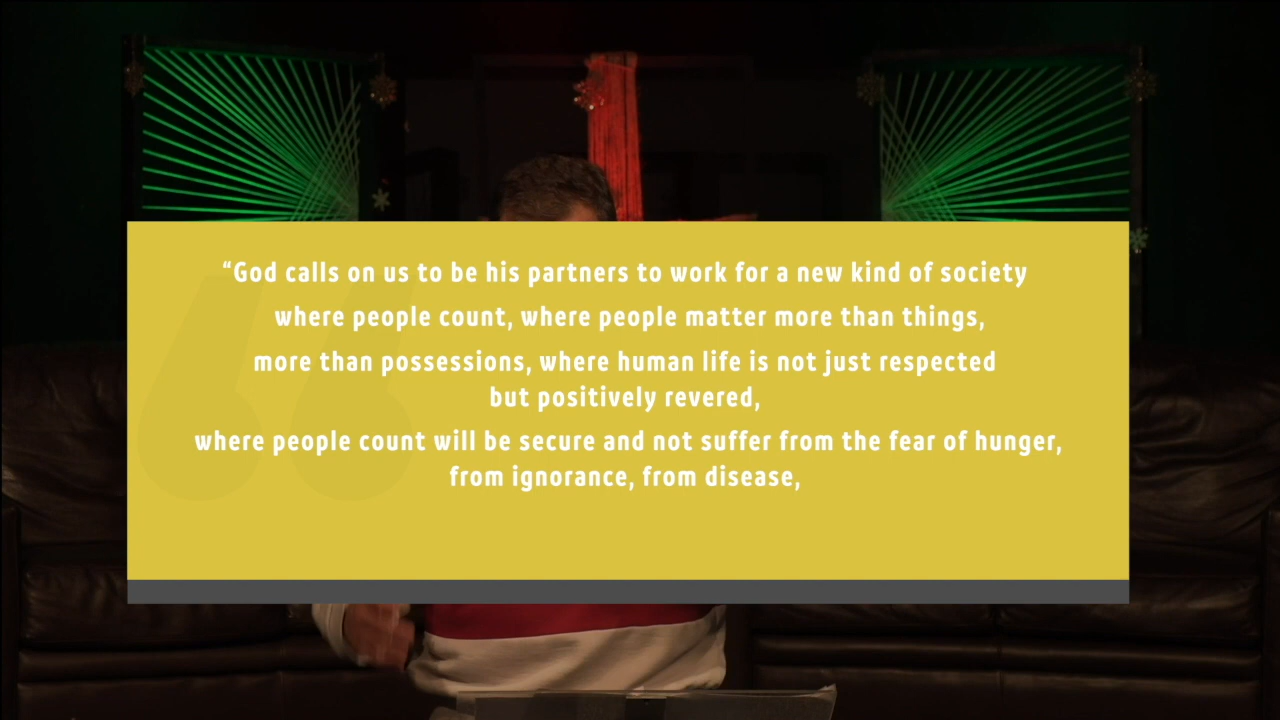 “God calls on us to be his partners to work for a new kind of society
where people count, where people matter more than things,
more than possessions, where human life is not just respected
but positively revered,
where people count will be secure and not suffer from the fear of hunger,
from ignorance, from disease,